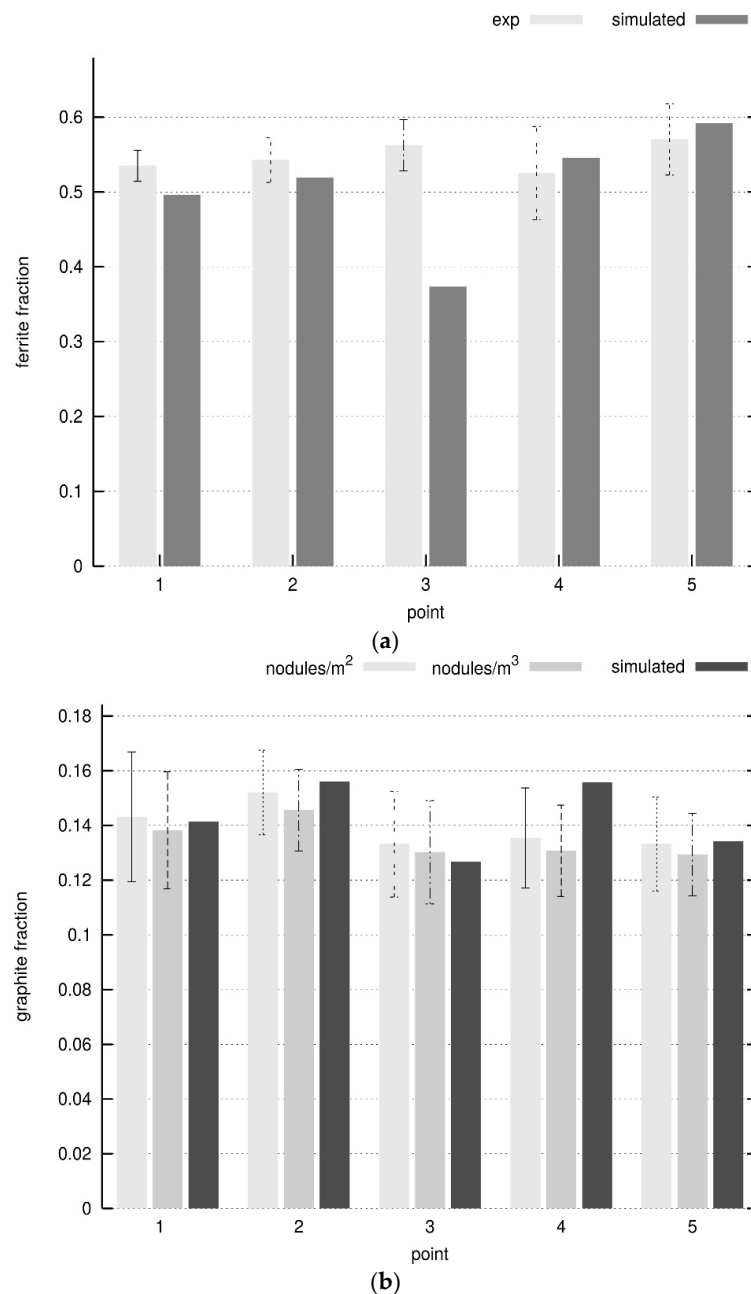 exp simulated
0.6
0.5
0.4
0.3
0.2
0.1
0
ferrite fraction
1 2 3 4 5
point
(a)
nodules/m² nodules/m³ simulated
0.18
0.16
0.14
0.12
0.1
0.08
0.06
0.04
0.02
0
graphite fraction
1 2 3 4 5
point
(b)